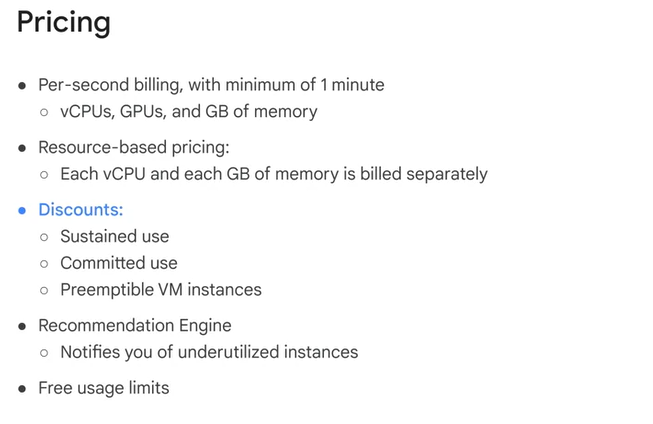 Pricing
● Per-second billing, with minimum of 1 minute
○ vCPUs, GPUs, and GB of memory
● Resource-based pricing:
○ Each vCPU and each GB of memory is billed separately
● Discounts:
○ Sustained use
○ Committed use
○ Preemptible VM instances
● Recommendation Engine
○ Notifies you of underutilized instances
● Free usage limits